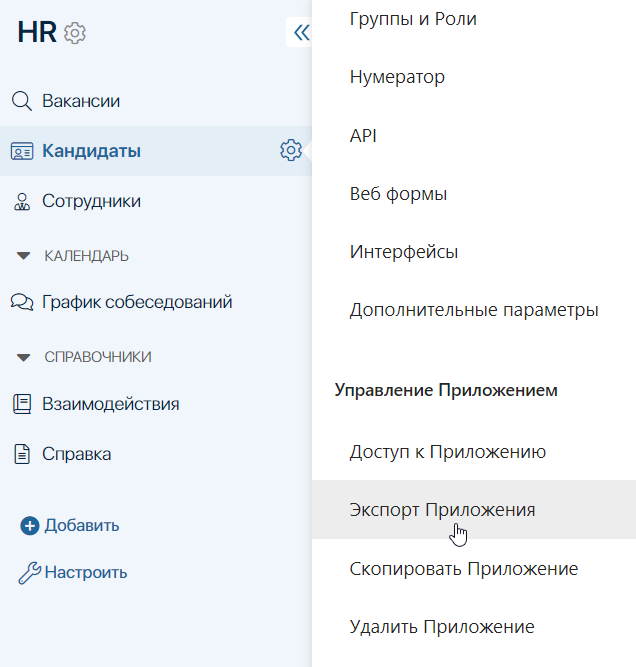 HR
Вакансии
Кандидаты
Сотрудники
КАЛЕНДАРЬ
График собеседований
СПРАВОЧНИКИ
Взаимодействия
Справка
Добавить
Настроить
Группы и Роли
Нумератор
API
Веб формы
Интерфейсы
Дополнительные параметры
Управление Приложением
Доступ к Приложению
Экспорт Приложения
Скопировать Приложение
Удалить Приложение